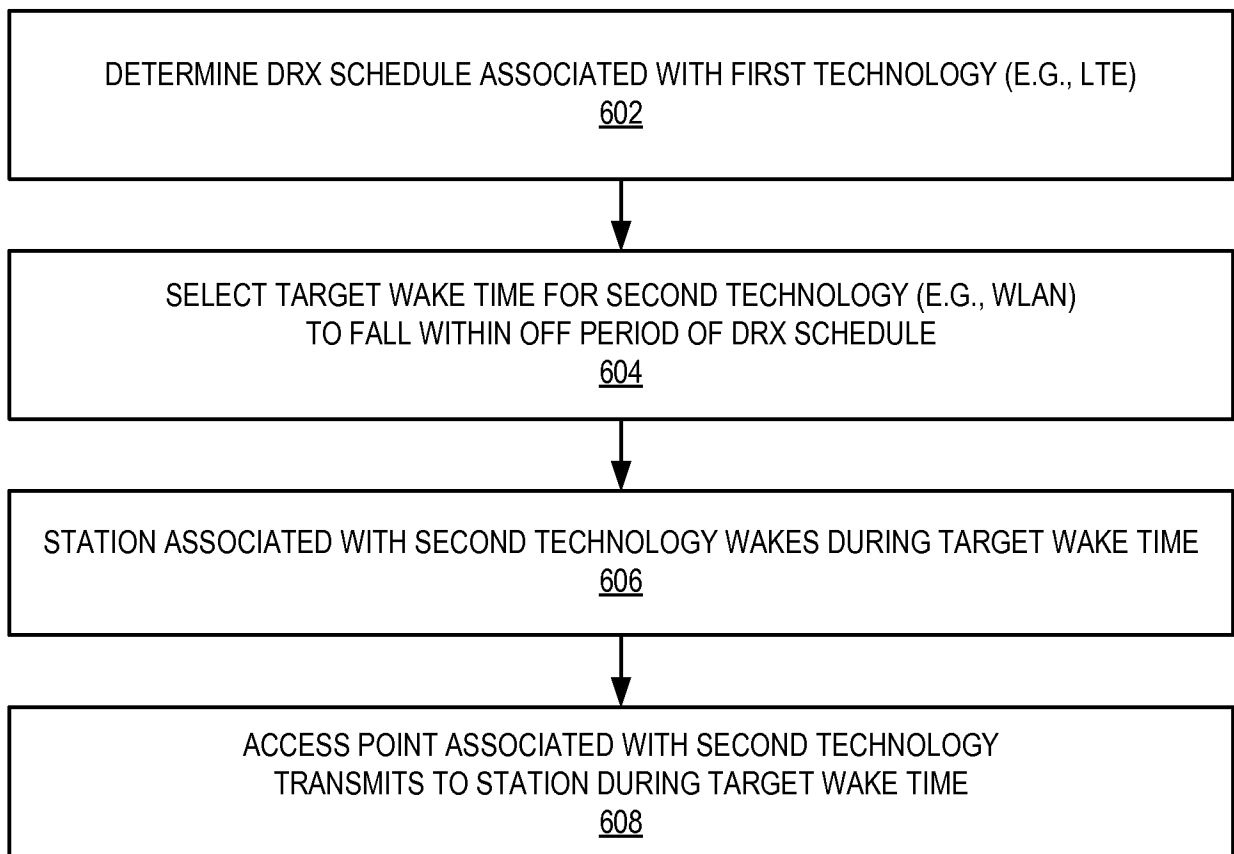 DETERMINE DRX SCHEDULE ASSOCIATED WITH FIRST TECHNOLOGY (E.G., LTE)
602
SELECT TARGET WAKE TIME FOR SECOND TECHNOLOGY (E.G., WLAN)
TO FALL WITHIN OFF PERIOD OF DRX SCHEDULE
604
STATION ASSOCIATED WITH SECOND TECHNOLOGY WAKES DURING TARGET WAKE TIME
606
ACCESS POINT ASSOCIATED WITH SECOND TECHNOLOGY
TRANSMITS TO STATION DURING TARGET WAKE TIME
608